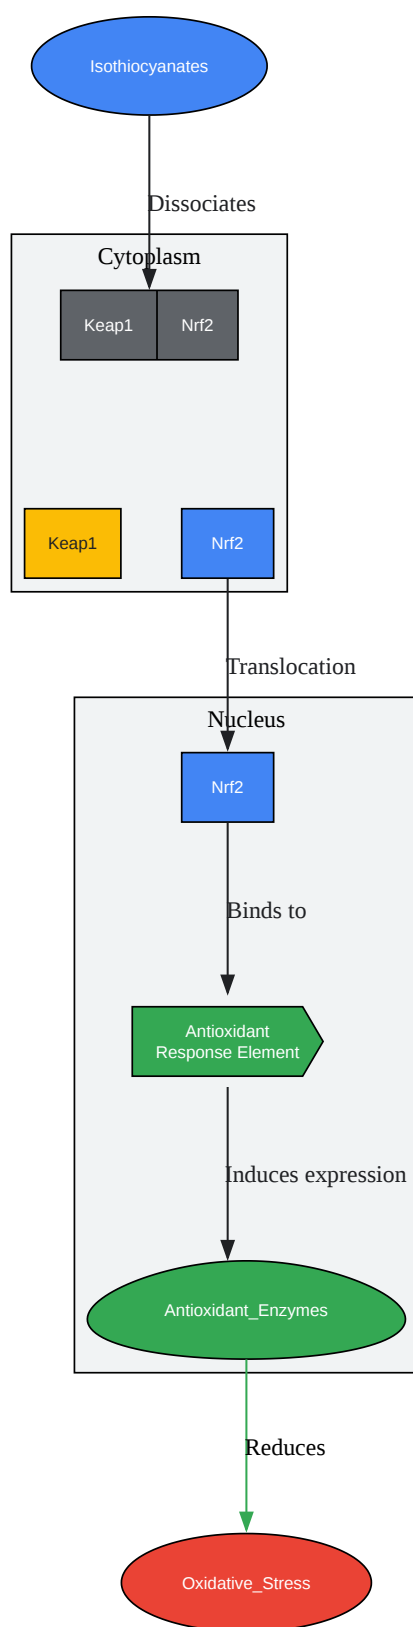 Isothiocyanates
Dissociates
Cytoplasm
Keap1 Nrf2
Keap1 Nrf2
Translocation
Nucleus
Nrf2
Binds to
Antioxidant
Response Element
Induces expression
Antioxidant_Enzymes
Reduces
Oxidative_Stress